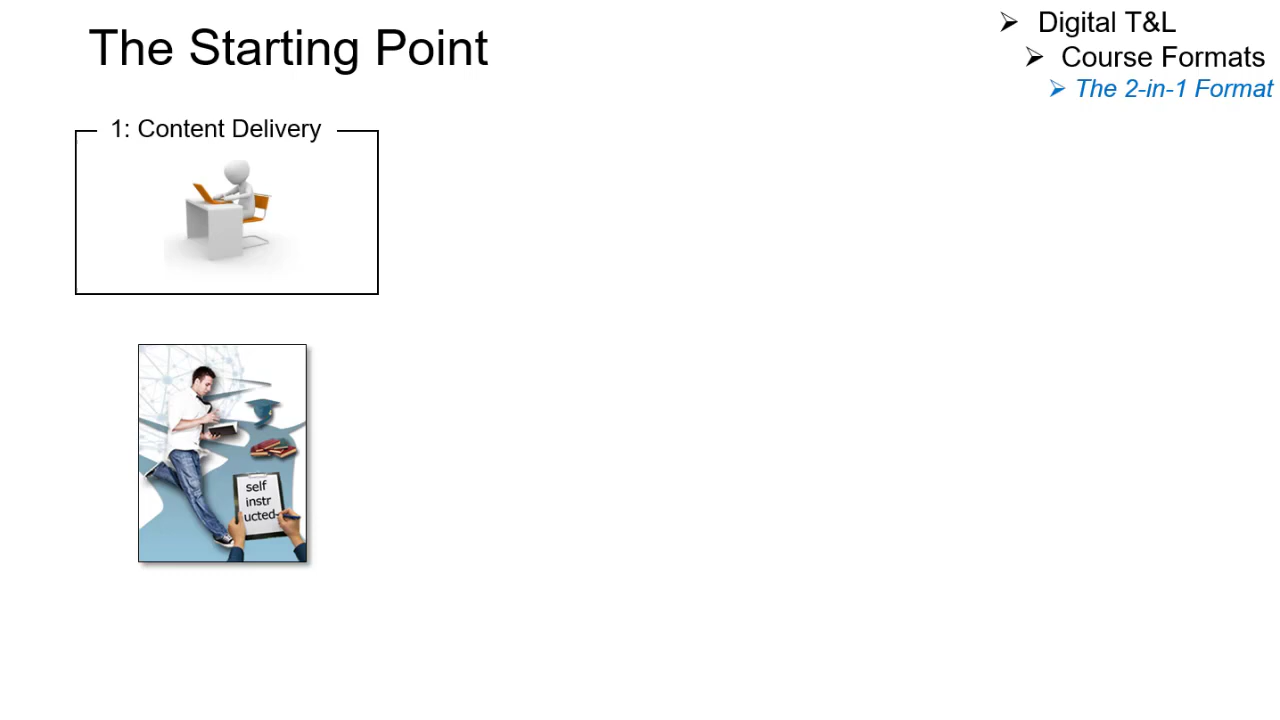 The Starting Point
Digital T&L
Course Formats
The 2-in-1 Format
1: Content Delivery
self
instr
ucted